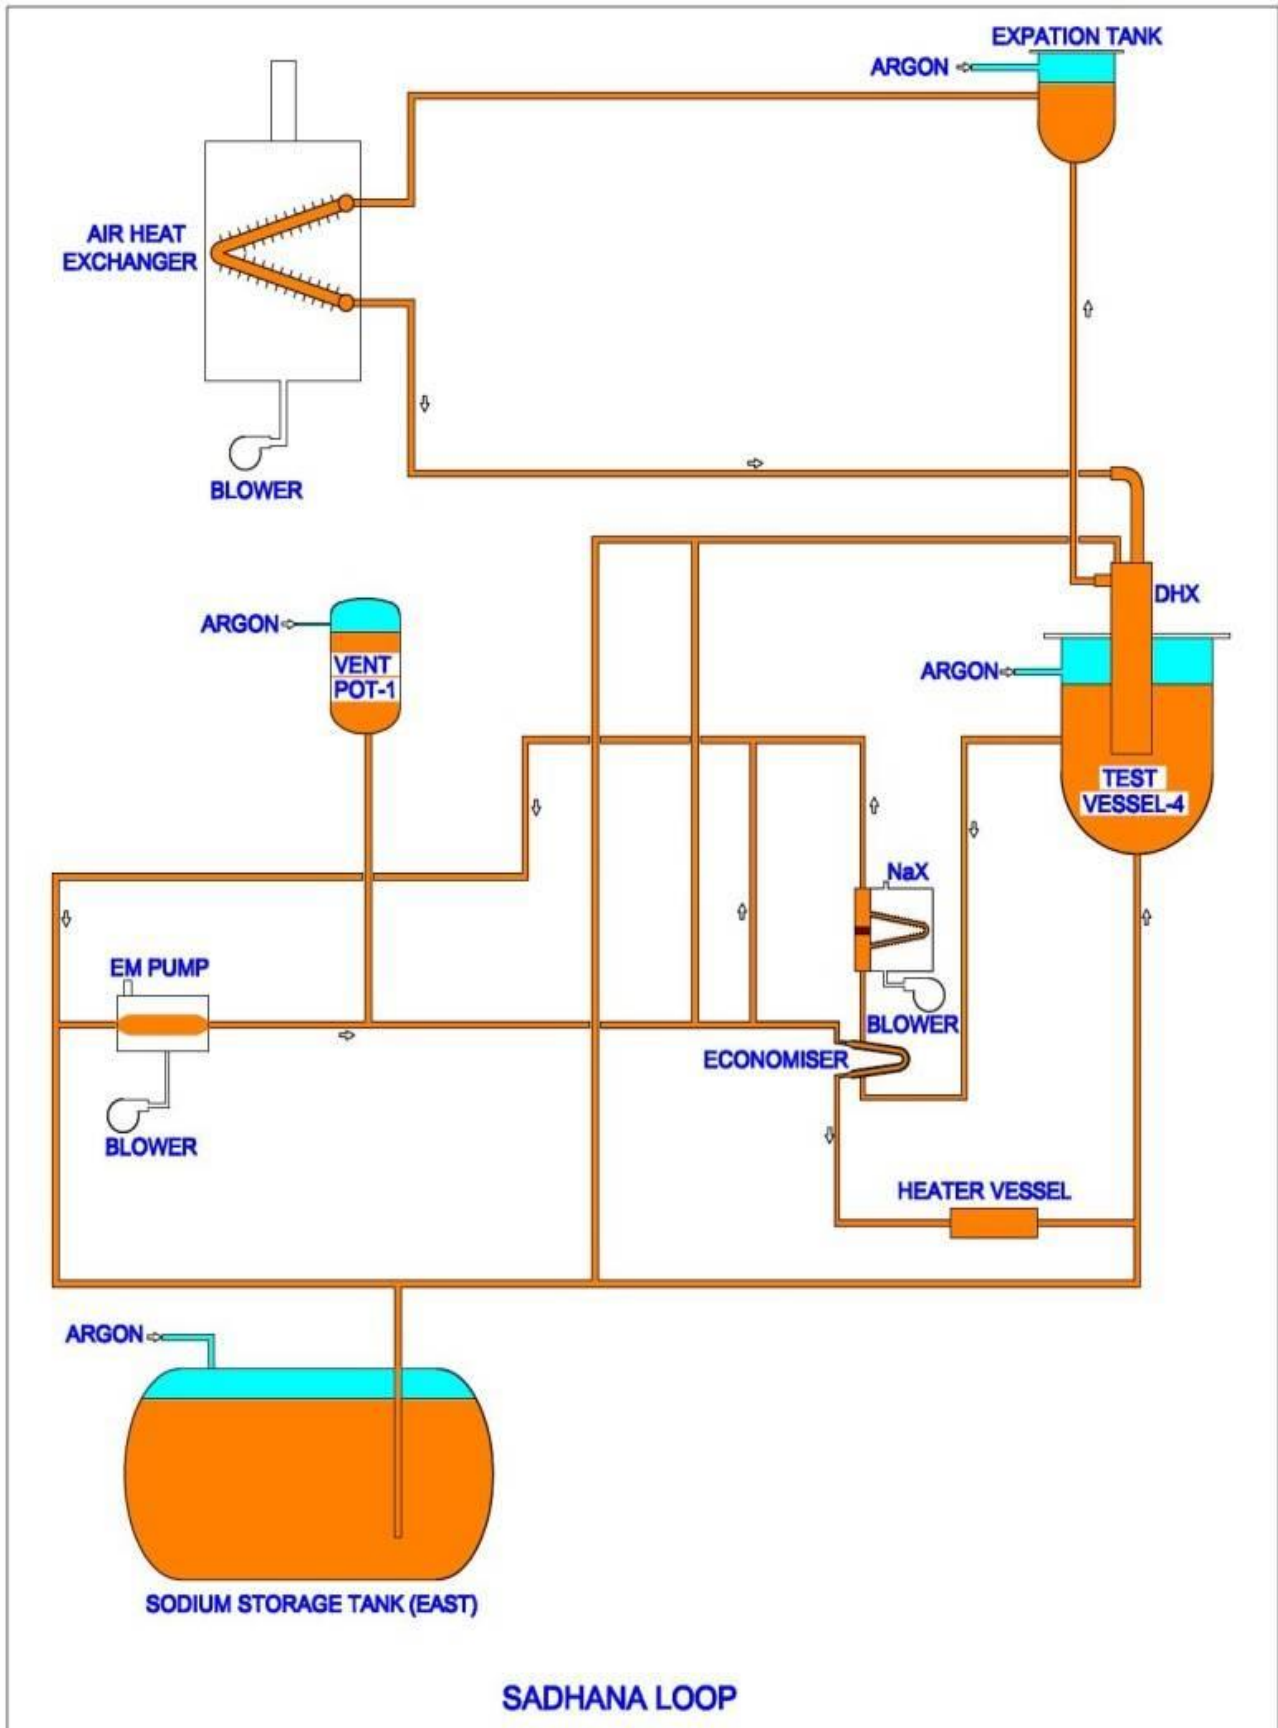 EXPATION TANK
ARGON
AIR HEAT
EXCHANGER
BLOWER
DHX
ARGON
VENT
POT-1
ARGON
TEST
VESSEL-4
NaX
EM PUMP
BLOWER
ECONOMISER
BLOWER
HEATER VESSEL
ARGON
SODIUM STORAGE TANK (EAST)
SADHANA LOOP